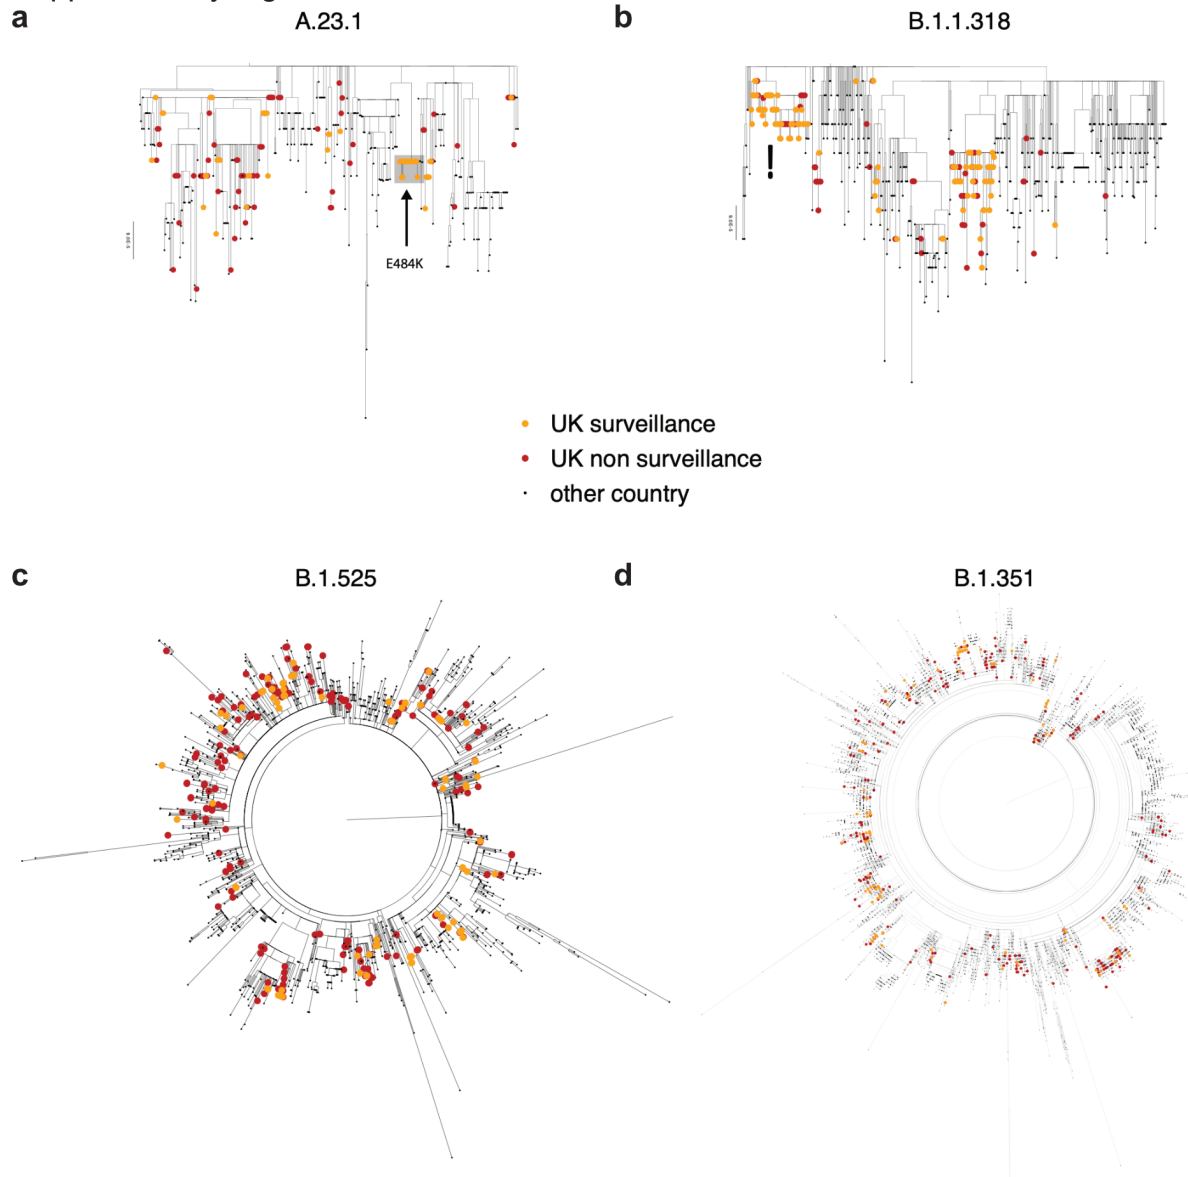 a
A.23.1
b
B.1.1.318
!
E484K
UK surveillance
UK non surveillance
other country
c
B.1.525
d
B.1.351